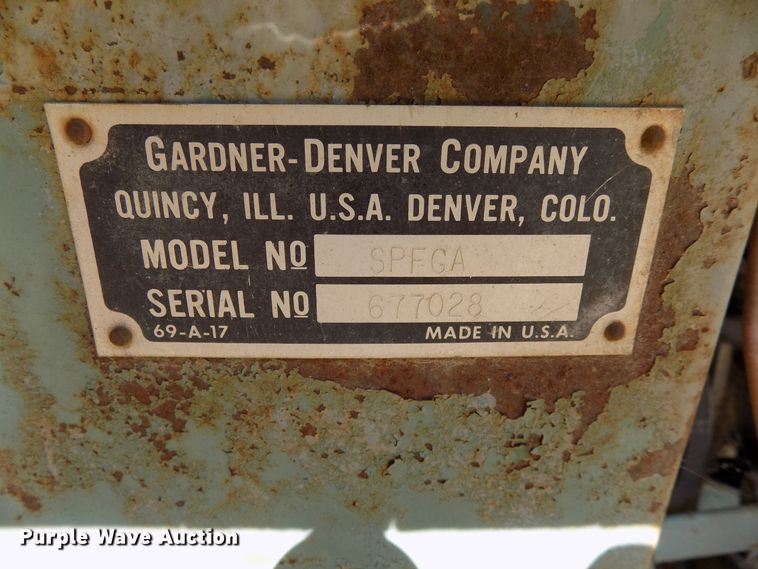 GARDNER-DENVER COMPANY
QUINCY, ILL. U.S.A. DENVER, COLO.
MODEL NO SPFGA
SERIAL NO 677028
69-A-17 MADE IN U.S.A.
Purple Wave Auction